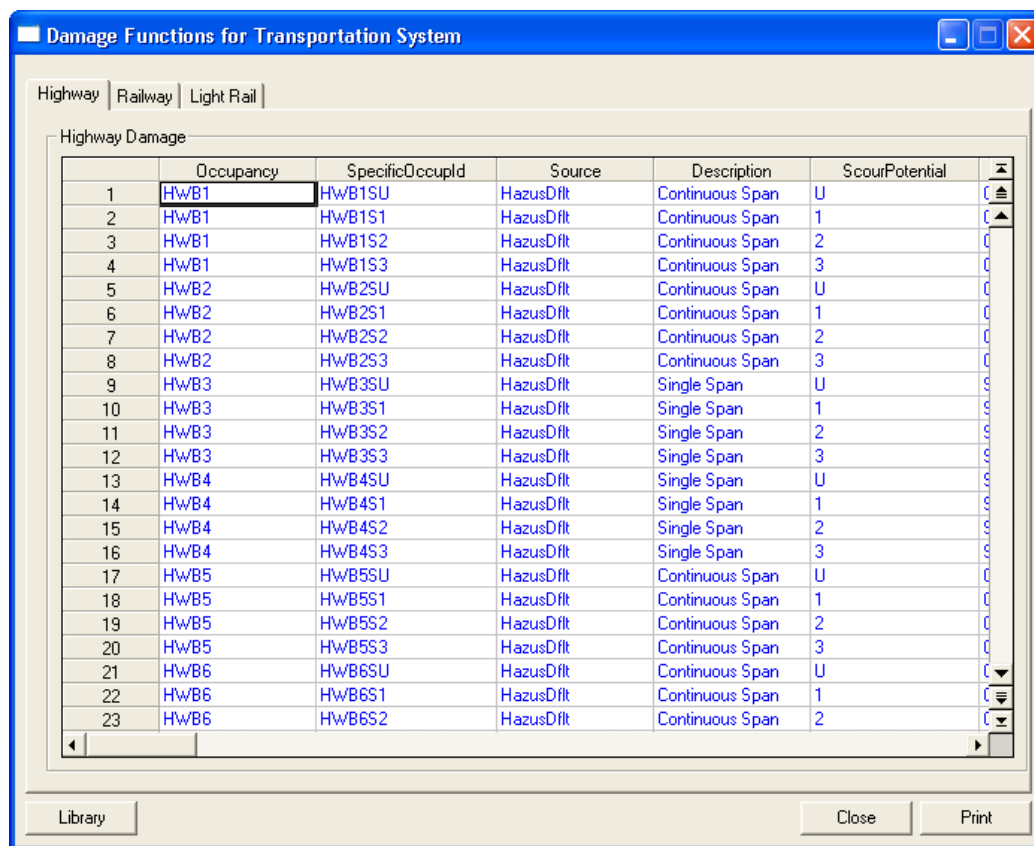 Damage Functions for Transportation System
Highway Railway Light Rail
Highway Damage
Occupancy SpecificOccupId Source Description ScourPotential
1 HWB1 HWB1SU HazusDflt Continuous Span U
2 HWB1 HWB1S1 HazusDflt Continuous Span 1
3 HWB1 HWB1S2 HazusDflt Continuous Span 2
4 HWB1 HWB1S3 HazusDflt Continuous Span 3
5 HWB2 HWB2SU HazusDflt Continuous Span U
6 HWB2 HWB2S1 HazusDflt Continuous Span 1
7 HWB2 HWB2S2 HazusDflt Continuous Span 2
8 HWB2 HWB2S3 HazusDflt Continuous Span 3
9 HWB3 HWB3SU HazusDflt Single Span U
10 HWB3 HWB3S1 HazusDflt Single Span 1
11 HWB3 HWB3S2 HazusDflt Single Span 2
12 HWB3 HWB3S3 HazusDflt Single Span 3
13 HWB4 HWB4SU HazusDflt Single Span U
14 HWB4 HWB4S1 HazusDflt Single Span 1
15 HWB4 HWB4S2 HazusDflt Single Span 2
16 HWB4 HWB4S3 HazusDflt Single Span 3
17 HWB5 HWB5SU HazusDflt Continuous Span U
18 HWB5 HWB5S1 HazusDflt Continuous Span 1
19 HWB5 HWB5S2 HazusDflt Continuous Span 2
20 HWB5 HWB5S3 HazusDflt Continuous Span 3
21 HWB6 HWB6SU HazusDflt Continuous Span U
22 HWB6 HWB6S1 HazusDflt Continuous Span 1
23 HWB6 HWB6S2 HazusDflt Continuous Span 2
Library Close Print